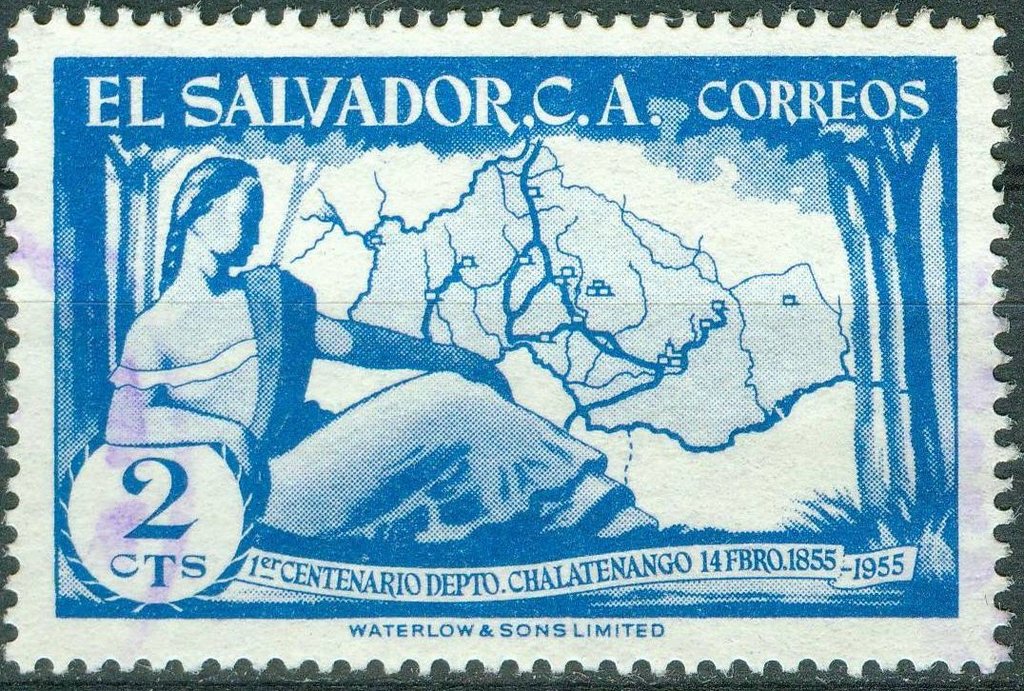 EL SALVADOR, C. A. CORREOS
2
CTS
1er CENTENARIO DEPTO. CHALATENANGO 14 FBRO. 1855-1955
WATERLOW & SONS LIMITED